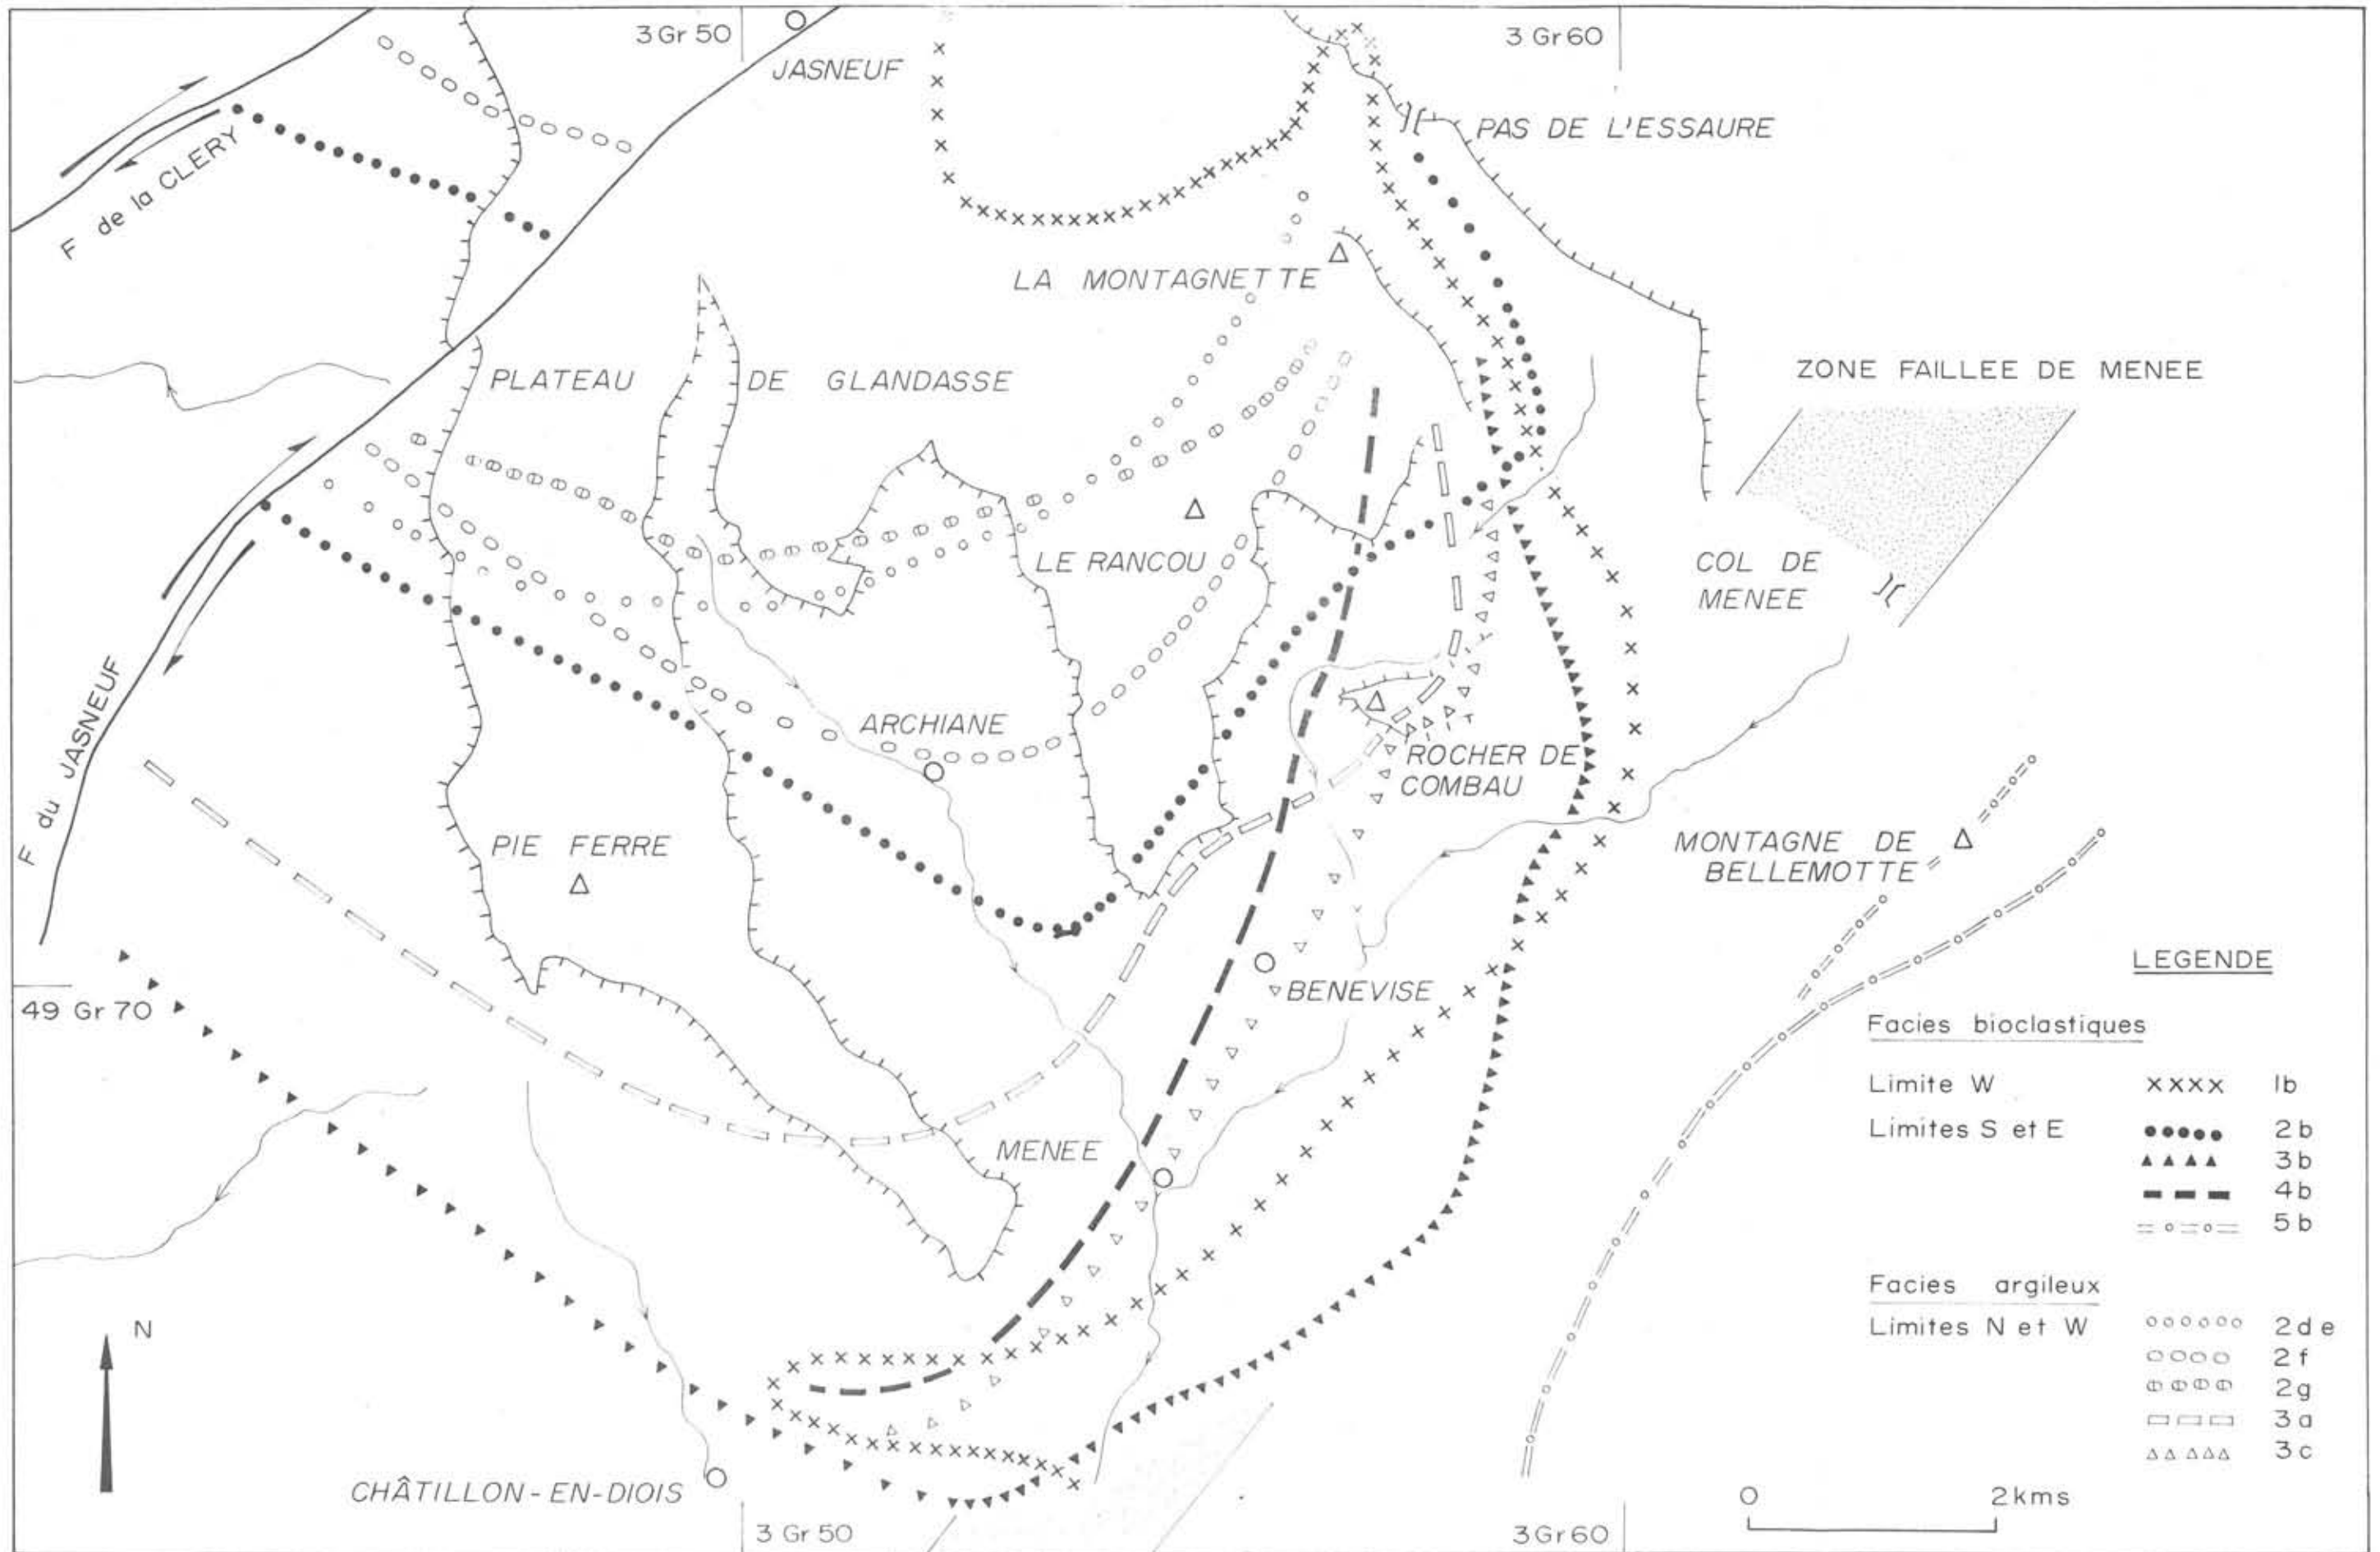 3 Gr 50
3 Gr 60
JASNEUF
PAS DE L'ESSAURE
F de la CLERY
LA MONTAGNETTE
PLATEAU DE GLANDASSE
ZONE FAILLEE DE MENEE
LE RANCOU
COL DE
MENEE
F du JASNEUF
ARCHIANE
ROCHER DE
COMBAU
PIE FERRE
MONTAGNE DE
BELLEMOTTE
BENEVISE
49 Gr 70
MENEE
LEGENDE
Facies bioclastiques
Limite W xxxx 1b
Limites S et E 2b
3b
4b
5b
Facies argileux
Limites N et W 2de
2f
2g
3a
3c
N
CHÂTILLON-EN-DIOIS
0 2kms
3 Gr 50
3Gr60